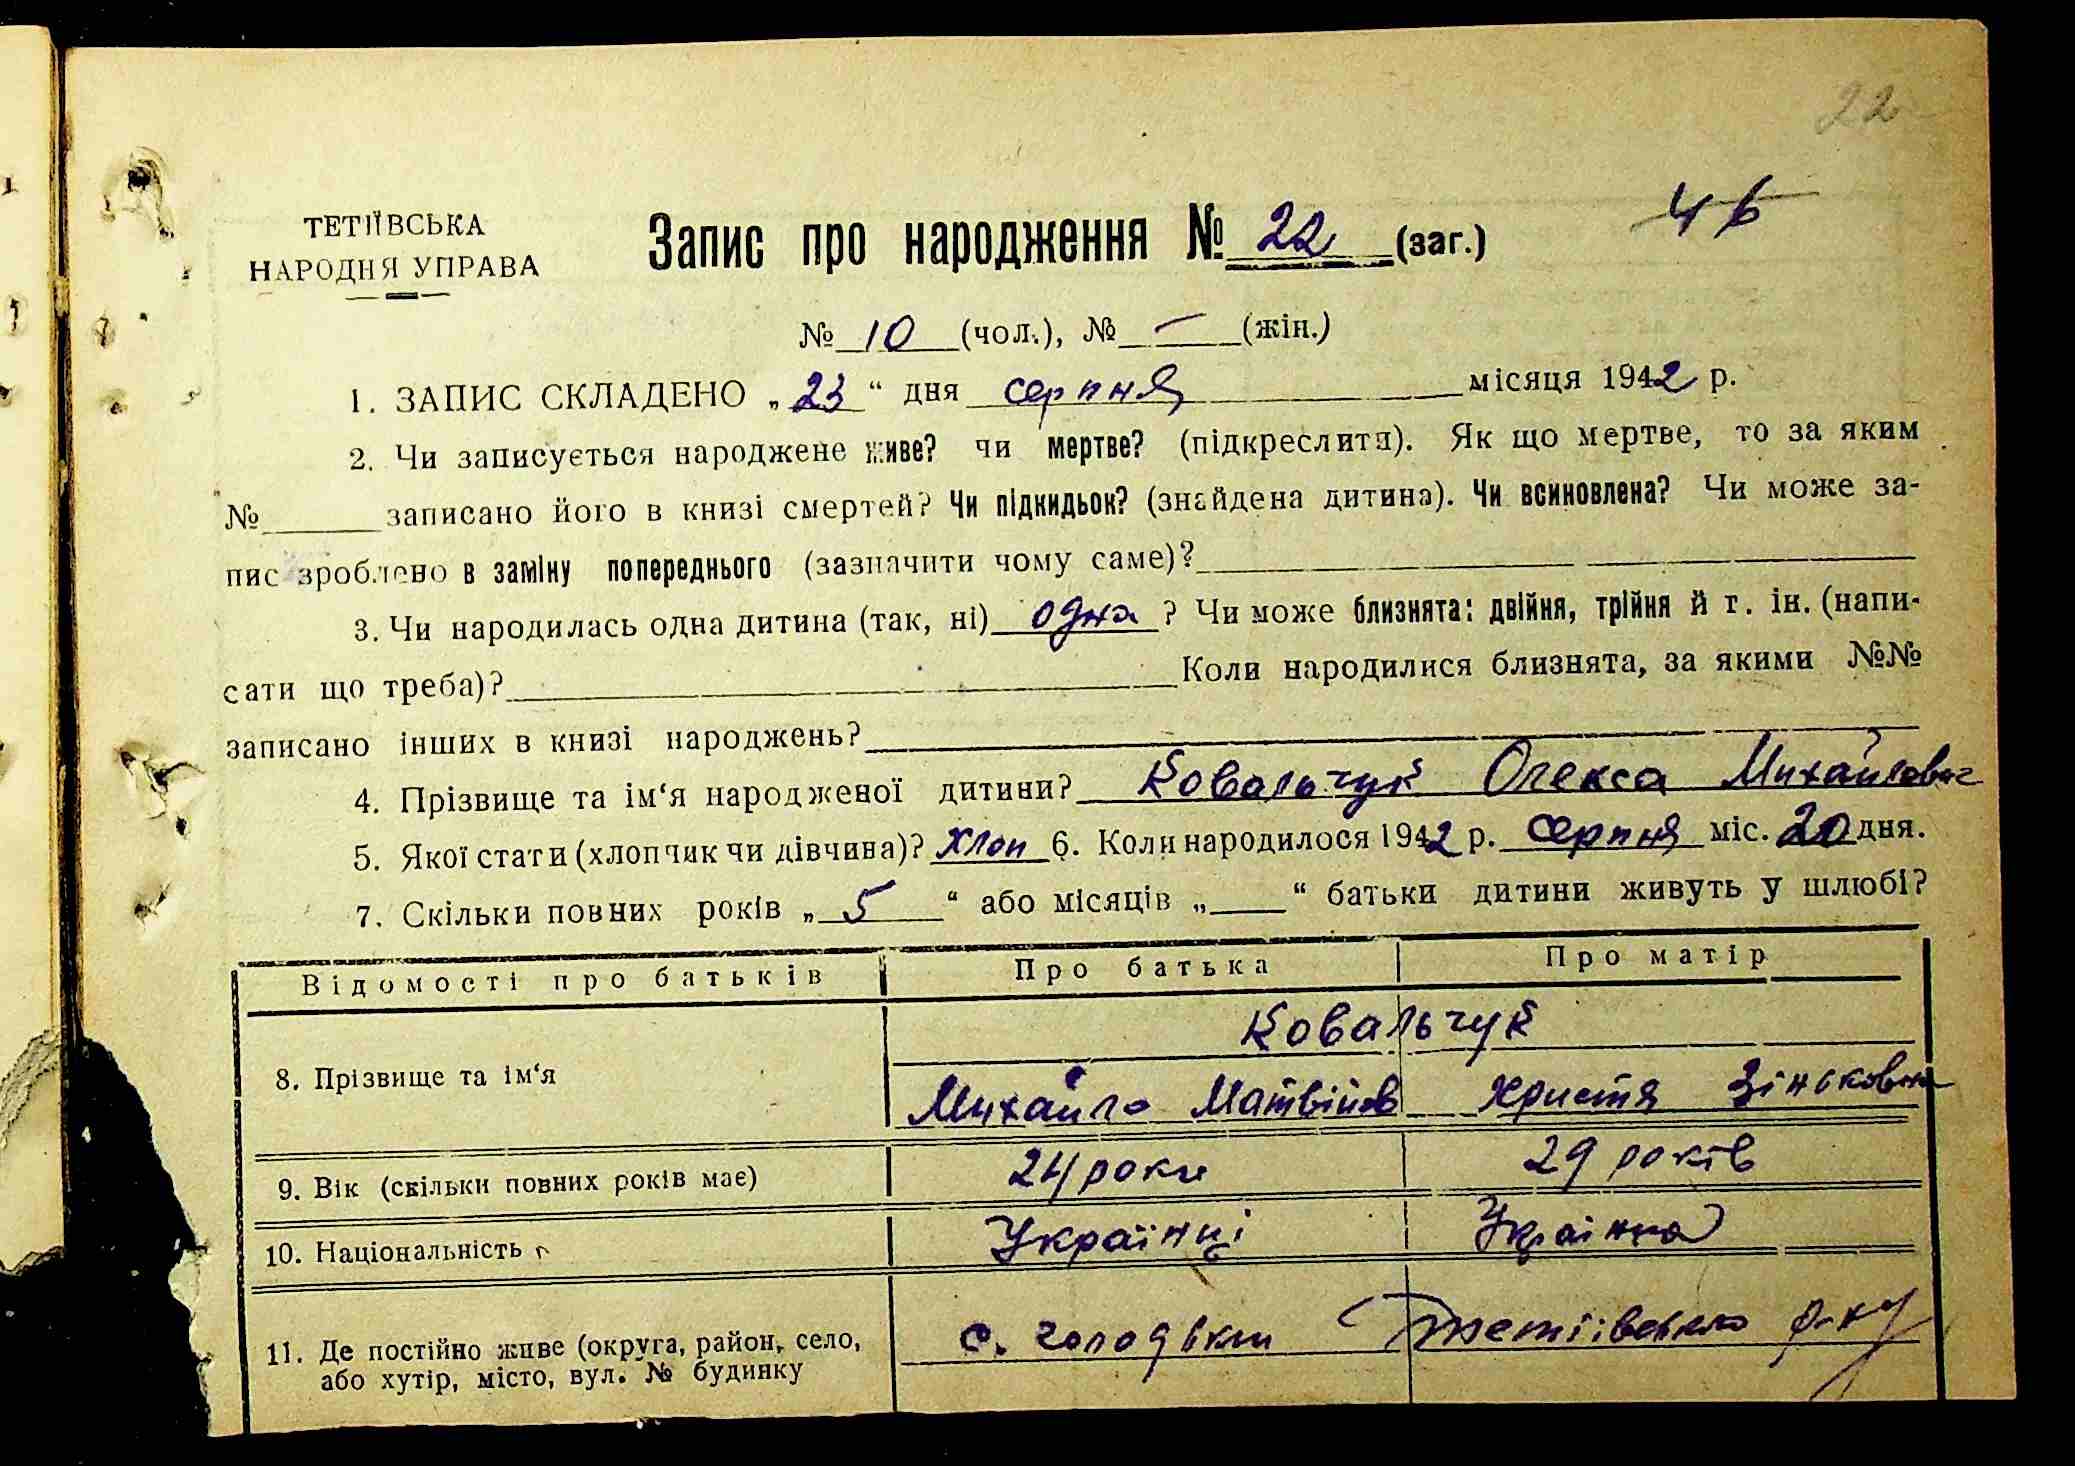 22
46
ТЕТІЇВСЬКА
НАРОДНЯ УПРАВА
Запис про народження № 22 (заг.)
№ 10 (чол.), № — (жін.)
1. ЗАПИС СКЛАДЕНО „23“ дня серпня місяця 1942 р.
2. Чи записується народжене живе? чи мертве? (підкреслити). Як що мертве, то за яким
№ записано його в книзі смертей? Чи підкидьок? (знайдена дитина). Чи всиновлена? Чи може за-
пис зроблено в заміну попереднього (зазначити чому саме)?
3. Чи народилась одна дитина (так, ні) одна ? Чи може близнята: двійня, трійня й т. ін. (напи-
сати що треба)? Коли народилися близнята, за якими №№
записано інших в книзі народжень?
4. Прізвище та ім‘я народженої дитини? Ковальчук Олекса Михайлович
5. Якої стати (хлопчик чи дівчина)? хлоп 6. Коли народилося 1942 р. серпня міс. 20 дня.
7. Скільки повних років „5“ або місяців „ “ батьки дитини живуть у шлюбі?
Відомості про батьків Про батька Про матір
Ковальчук
8. Прізвище та ім‘я Михайло Матвійов Христя Зіньковна
9. Вік (скільки повних років має) 24 роки 29 років
10. Національність Українці Українка
11. Де постійно живе (округа, район, село, с. Голодьки Тетіївського р-ну
або хутір, місто, вул. № будинку